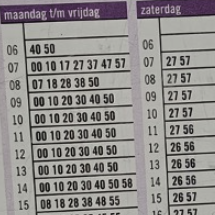 maandag t/m vrijdag zaterdag
06 40 50 06
07 00 10 17 27 37 47 57 07 27 57
08 07 18 28 38 50 08 27 57
09 00 10 20 30 40 50 09 27 57
10 00 10 20 30 40 50 10 27 57
11 00 10 20 30 40 50 11 27 56
12 00 10 20 30 40 50 12 27 56
13 00 10 20 30 40 50 13 26 56
14 00 10 20 30 40 50 58 14 26 56
15 08 18 28 38 48 55 15 26 56
27 57